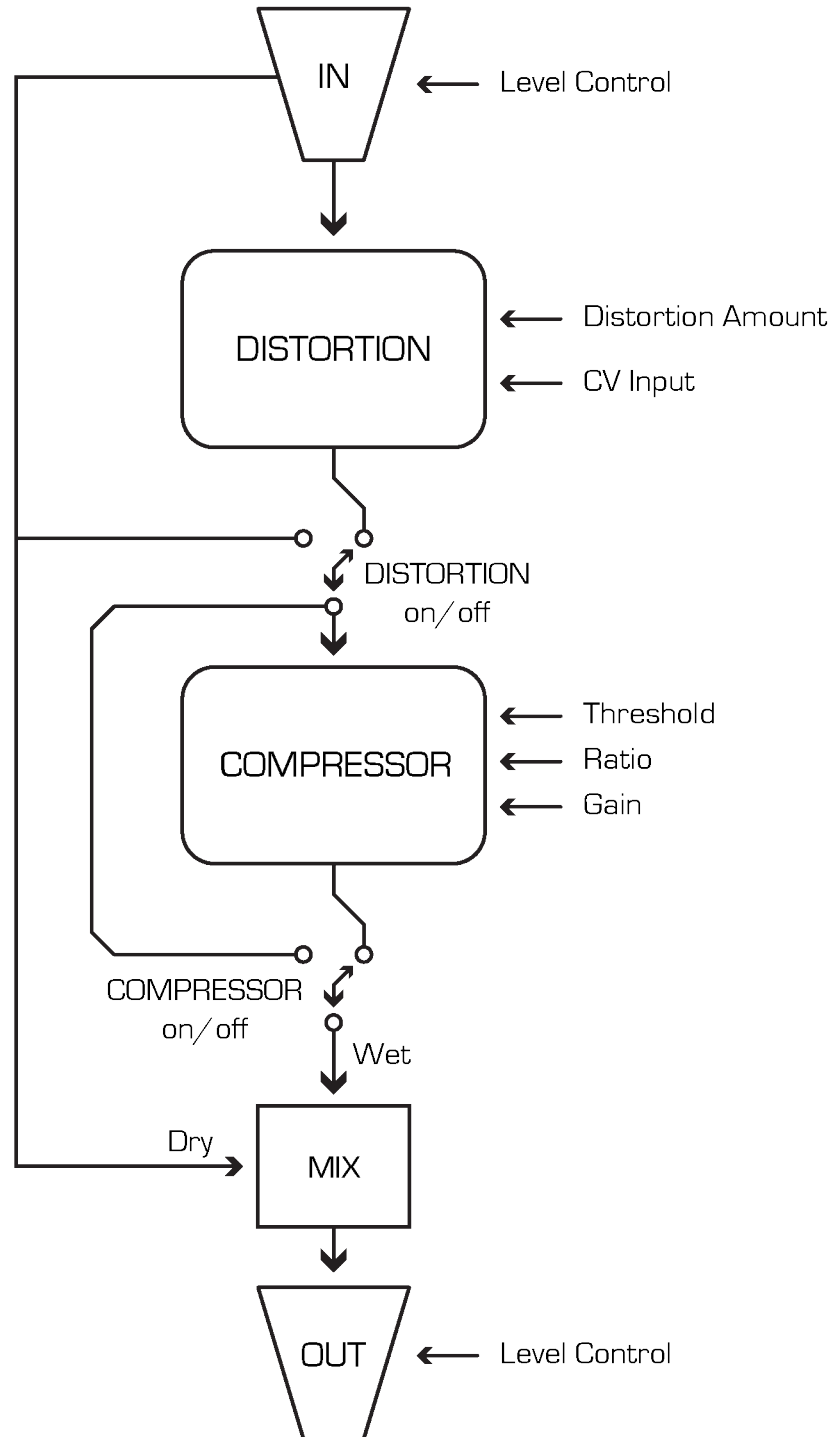 IN
Level Control
DISTORTION
Distortion Amount
CV Input
DISTORTION
on/off
COMPRESSOR
Threshold
Ratio
Gain
COMPRESSOR
on/off
Wet
Dry
MIX
OUT
Level Control